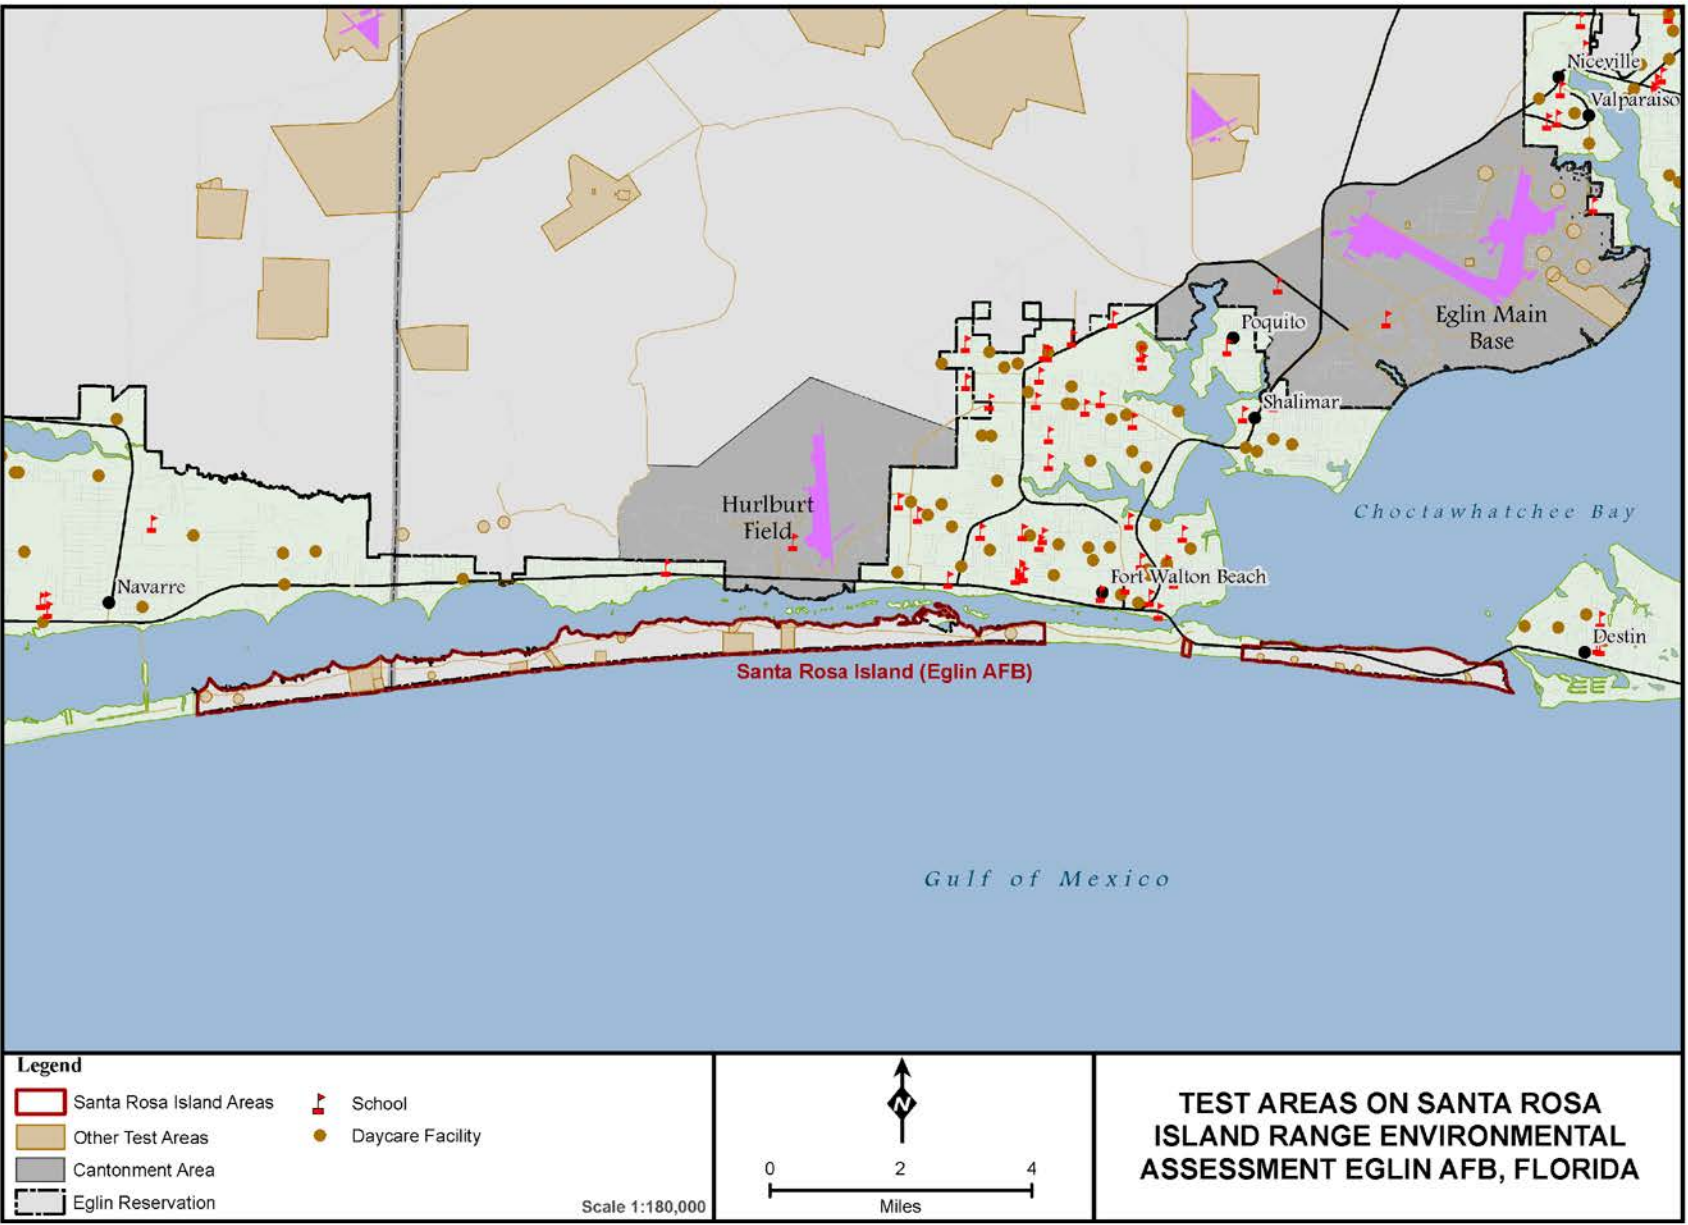 Niceville
Valparaiso
Poquito
Eglin Main
Base
Shalimar
Hurlburt
Field
Choctawhatchee Bay
Navarre
Fort Walton Beach
Destin
Santa Rosa Island (Eglin AFB)
Gulf of Mexico
Legend
Santa Rosa Island Areas
Other Test Areas
Cantonment Area
Eglin Reservation
School
Daycare Facility
Scale 1:180,000
N
0 2 4
Miles
TEST AREAS ON SANTA ROSA
ISLAND RANGE ENVIRONMENTAL
ASSESSMENT EGLIN AFB, FLORIDA